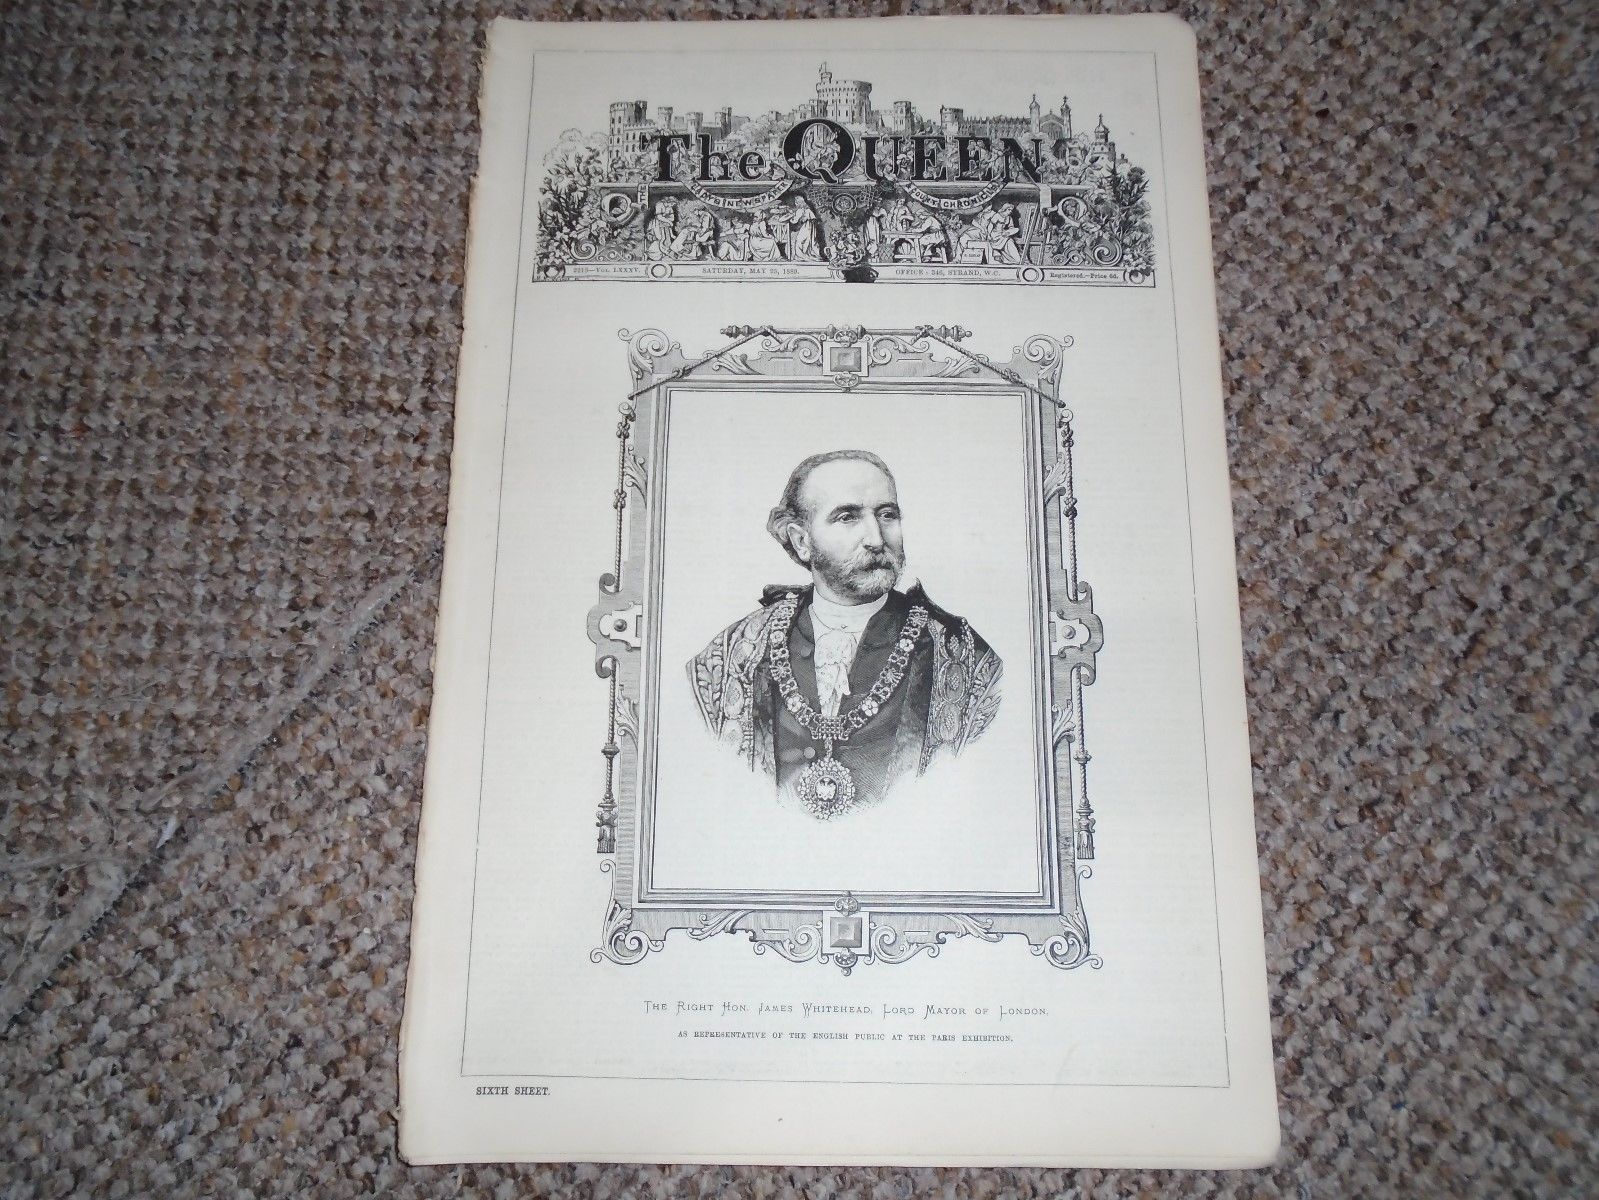 The Queen
THE LADY'S NEWSPAPER & COURT CHRONICLE
SATURDAY, MAY 25, 1889.
OFFICE: 346, STRAND, W.C.
Registered.—Price 6d.
The Right Hon. James Whitehead, Lord Mayor of London,
AS REPRESENTATIVE OF THE ENGLISH PUBLIC AT THE PARIS EXHIBITION.
SIXTH SHEET.